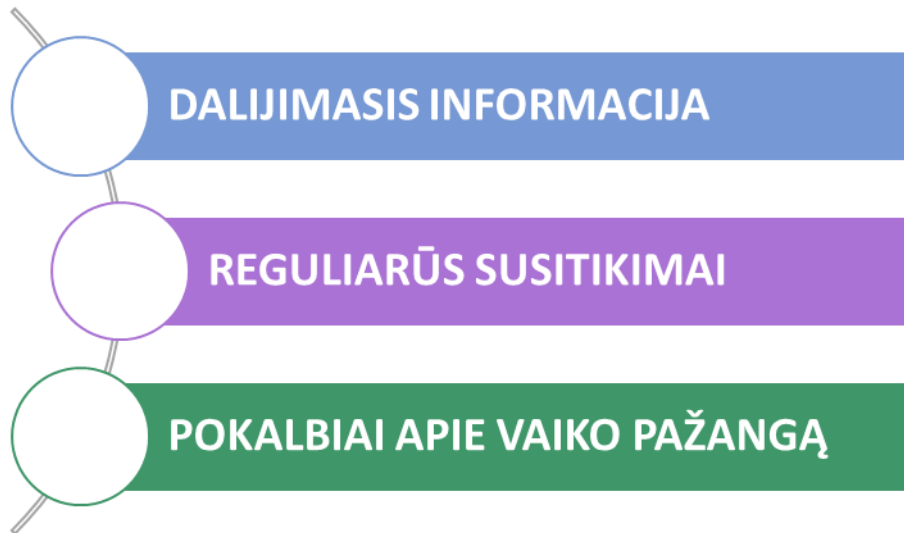 DALIJIMASIS INFORMACIJA
REGULIARŪS SUSITIKIMAI
POKALBIAI APIE VAIKO PAŽANGĄ